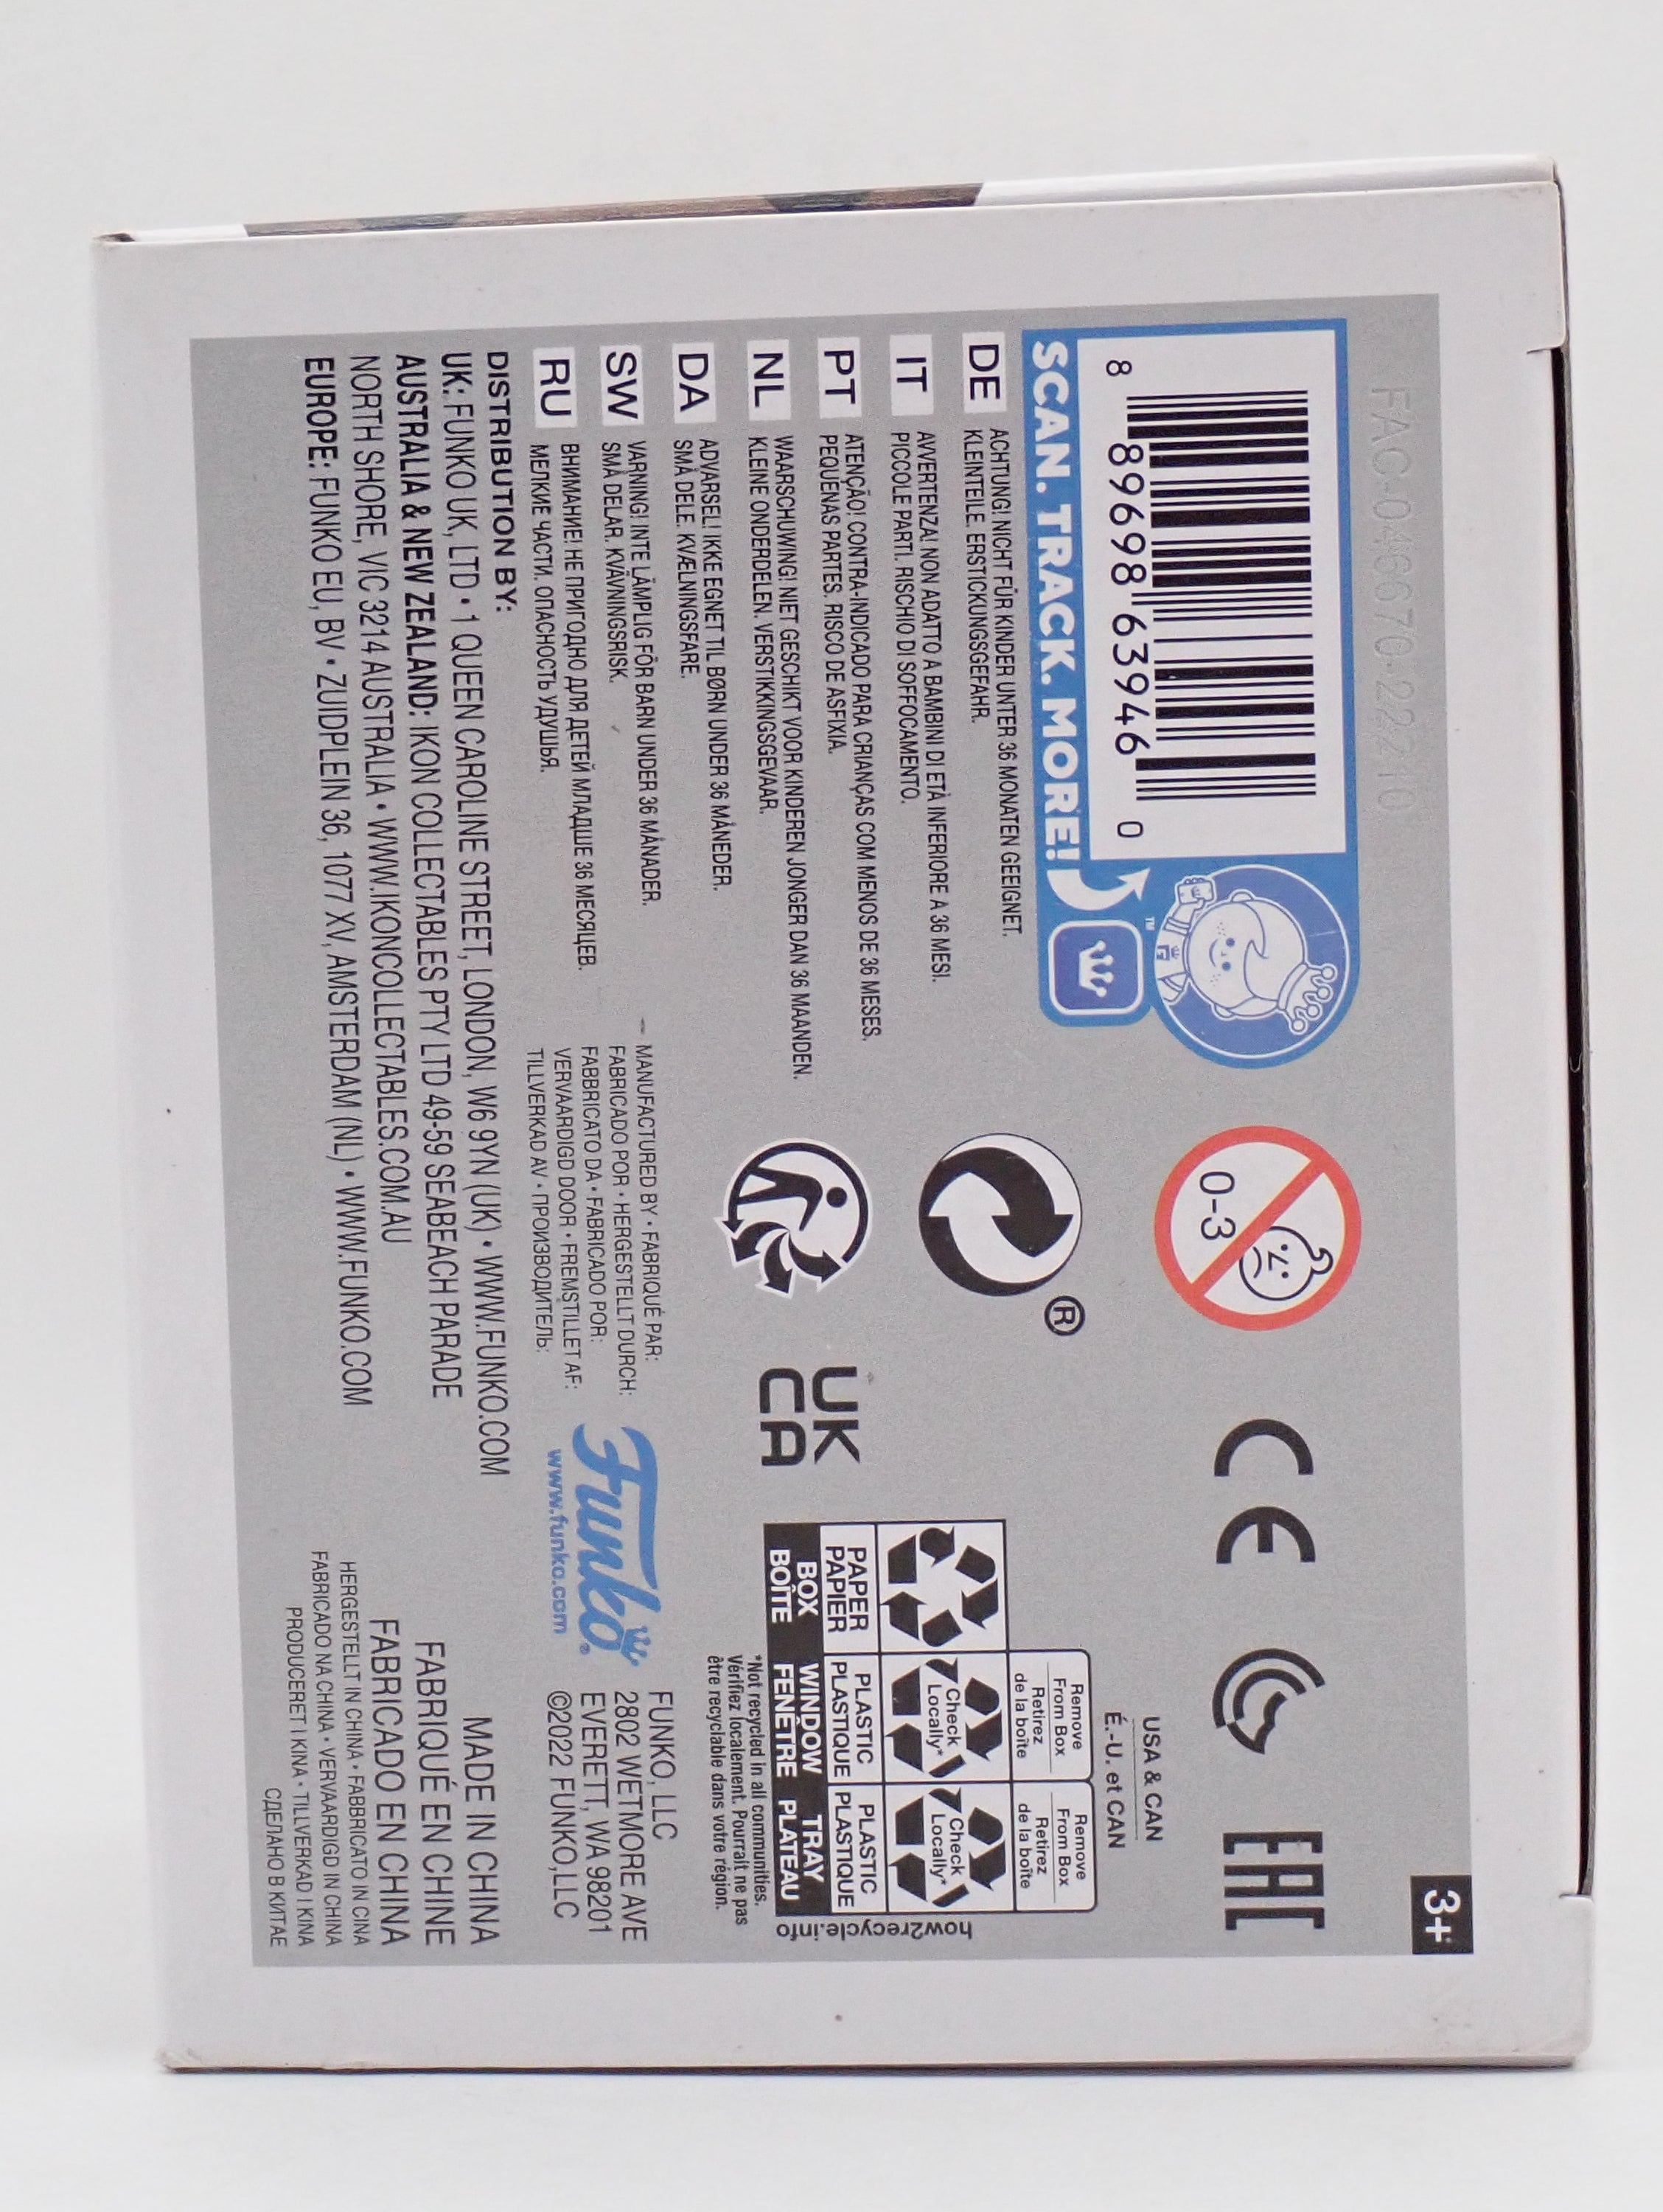 FAC-046670-22210
3+
8 89698 63946 0
SCAN. TRACK. MORE!
TM
F
0-3
CE
EAC
DE ACHTUNG! NICHT FÜR KINDER UNTER 36 MONATEN GEEIGNET.
KLEINTEILE. ERSTICKUNGSGEFAHR.
IT AVVERTENZA! NON ADATTO A BAMBINI DI ETÀ INFERIORE A 36 MESI.
PICCOLE PARTI. RISCHIO DI SOFFOCAMENTO.
PT ATENÇÃO! CONTRA-INDICADO PARA CRIANÇAS COM MENOS DE 36 MESES.
PEQUENAS PARTES. RISCO DE ASFIXIA.
NL WAARSCHUWING! NIET GESCHIKT VOOR KINDEREN JONGER DAN 36 MAANDEN.
KLEINE ONDERDELEN. VERSTIKKINGSGEVAAR.
DA ADVARSEL! IKKE EGNET TIL BØRN UNDER 36 MÅNEDER.
SMÅ DELE. KVÆLNINGSFARE.
SW VARNING! INTE LÄMPLIG FÖR BARN UNDER 36 MÅNADER.
SMÅ DELAR. KVÄVNINGSRISK.
RU ВНИМАНИЕ! НЕ ПРИГОДНО ДЛЯ ДЕТЕЙ МЛАДШЕ 36 МЕСЯЦЕВ.
МЕЛКИЕ ЧАСТИ. ОПАСНОСТЬ УДУШЬЯ.
®
UK
CA
USA & CAN
É.-U. et CAN
Remove
From Box
Retirez
de la boîte
Remove
From Box
Retirez
de la boîte
Check
Locally*
Check
Locally*
PAPER
PAPIER
PLASTIC
PLASTIQUE
PLASTIC
PLASTIQUE
BOX
BOÎTE
WINDOW
FENÊTRE
TRAY
PLATEAU
how2recycle.info
*Not recycled in all communities.
Vérifiez localement. Pourrait ne pas
être recyclable dans votre région.
MANUFACTURED BY • FABRIQUÉ PAR:
FABRICADO POR • HERGESTELLT DURCH:
FABBRICATO DA • FABRICADO POR:
VERVAARDIGD DOOR • FREMSTILLET AF:
TILLVERKAD AV • ПРОИЗВОДИТЕЛЬ:
Funko®
www.funko.com
FUNKO, LLC
2802 WETMORE AVE
EVERETT, WA 98201
©2022 FUNKO,LLC
DISTRIBUTION BY:
UK: FUNKO UK, LTD • 1 QUEEN CAROLINE STREET, LONDON, W6 9YN (UK) • WWW.FUNKO.COM
AUSTRALIA & NEW ZEALAND: IKON COLLECTABLES PTY LTD 49-59 SEABEACH PARADE
NORTH SHORE, VIC 3214 AUSTRALIA • WWW.IKONCOLLECTABLES.COM.AU
EUROPE: FUNKO EU, BV • ZUIDPLEIN 36, 1077 XV, AMSTERDAM (NL) • WWW.FUNKO.COM
MADE IN CHINA
FABRIQUÉ EN CHINE
FABRICADO EN CHINA
HERGESTELLT IN CHINA • FABBRICATO IN CINA
FABRICADO NA CHINA • VERVAARDIGD IN CHINA
PRODUCERET I KINA • TILLVERKAD I KINA
СДЕЛАНО В КИТАЕ